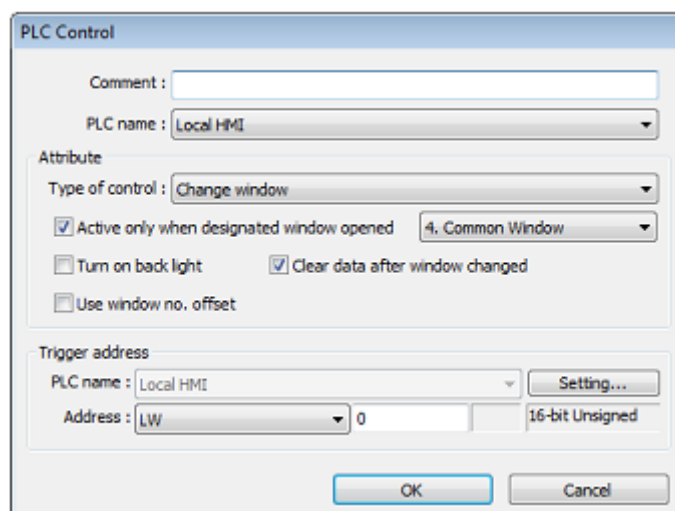 PLC Control
Comment :
PLC name : Local HMI
Attribute
Type of control : Change window
Active only when designated window opened 4. Common Window
Turn on back light Clear data after window changed
Use window no. offset
Trigger address
PLC name : Local HMI Setting...
Address : LW 0 16-bit Unsigned
OK Cancel